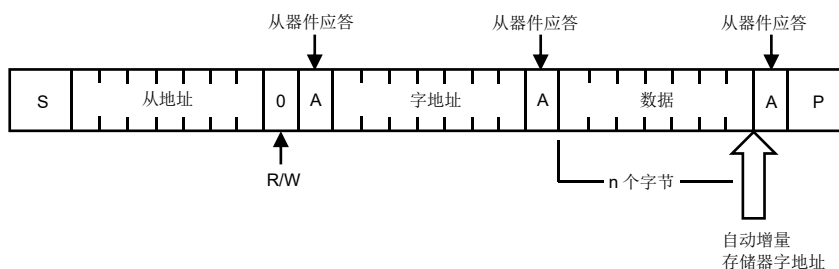 从器件应答 从器件应答 从器件应答
S 从地址 0 A 字地址 A 数据 A P
R/W n 个字节
自动增量
存储器字地址